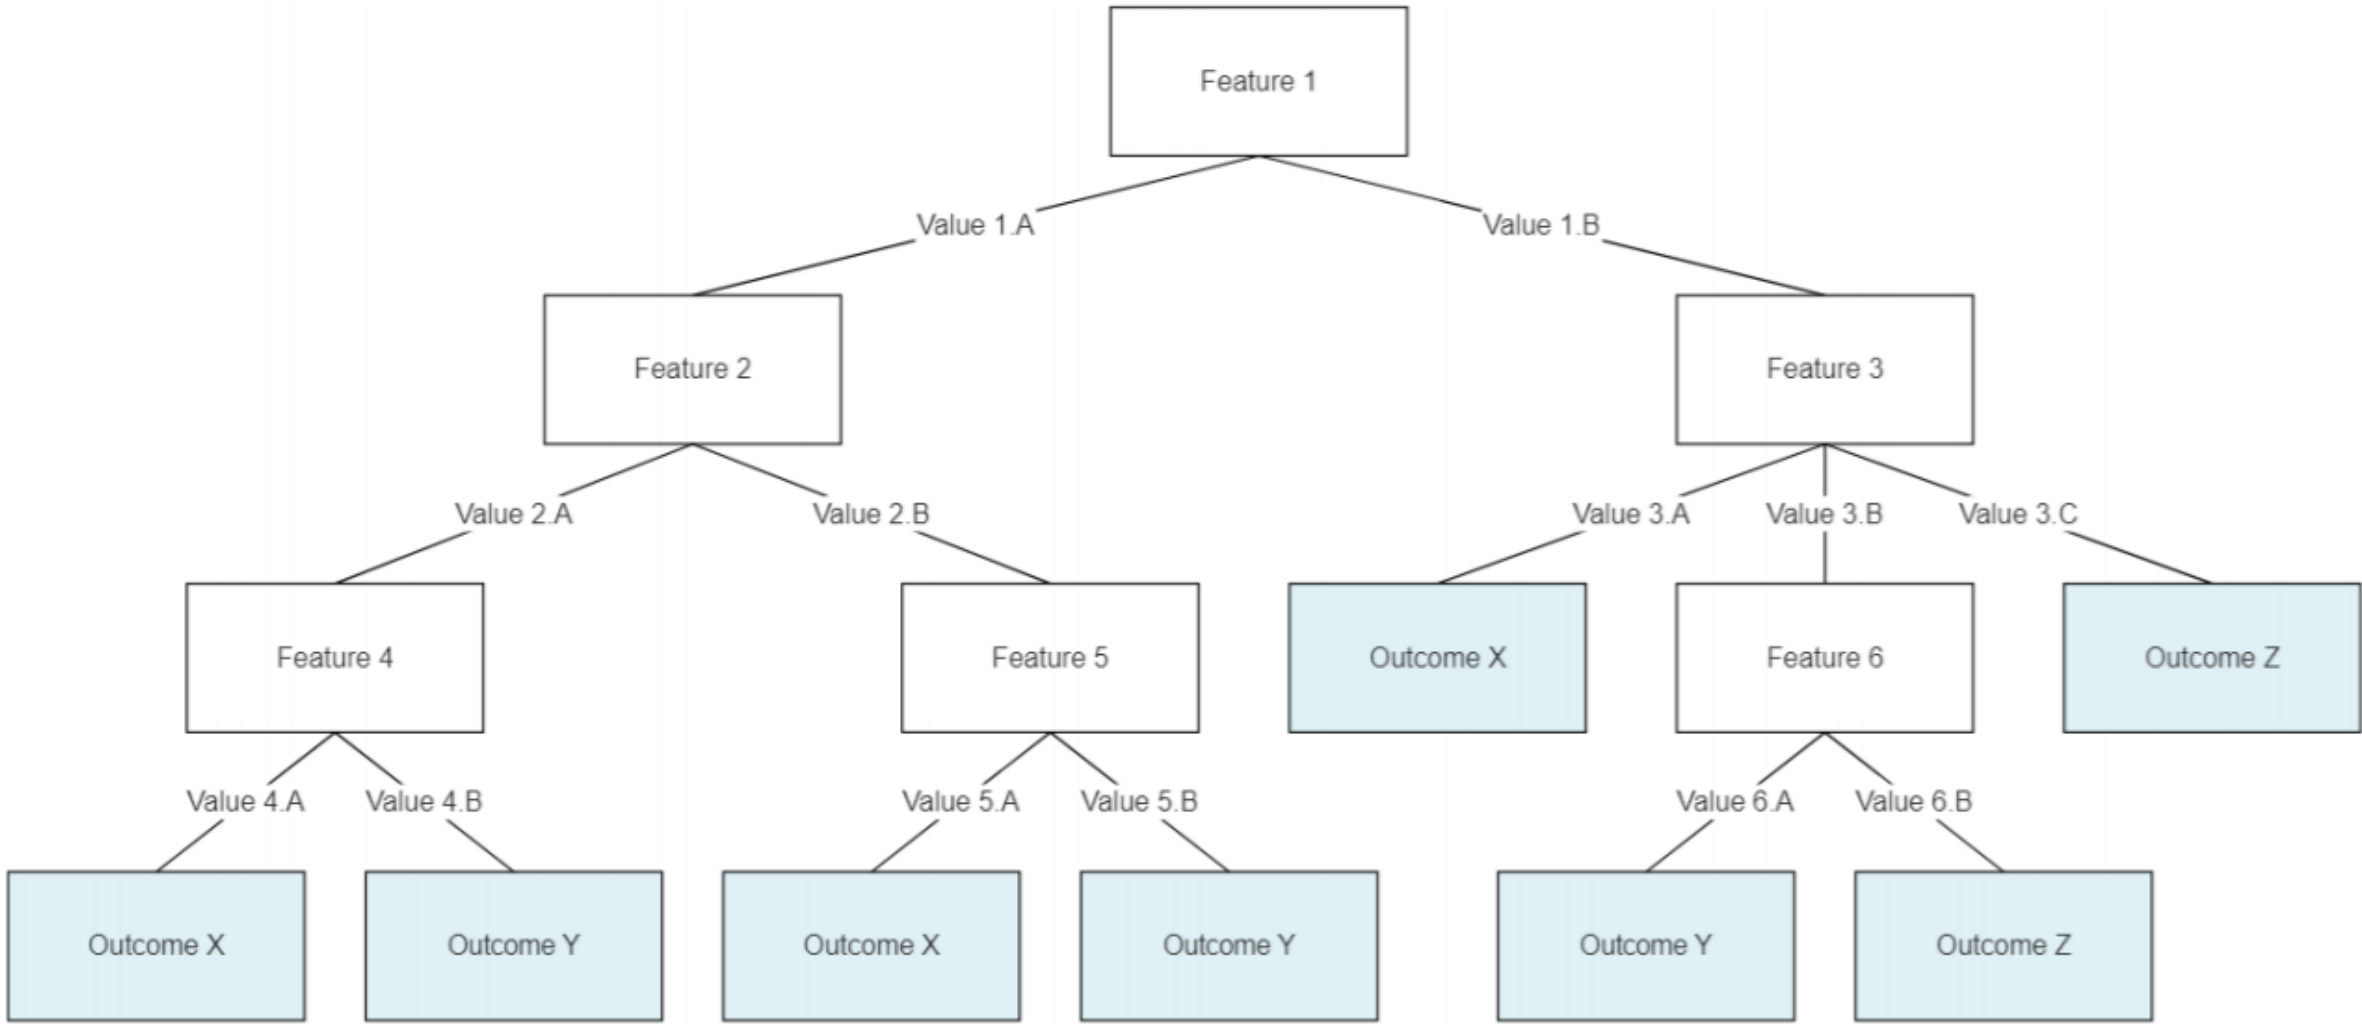 Feature 1
Value 1.A
Value 1.B
Feature 2
Feature 3
Value 2.A
Value 2.B
Value 3.A
Value 3.B
Value 3.C
Feature 4
Feature 5
Outcome X
Feature 6
Outcome Z
Value 4.A
Value 4.B
Value 5.A
Value 5.B
Value 6.A
Value 6.B
Outcome X
Outcome Y
Outcome X
Outcome Y
Outcome Y
Outcome Z